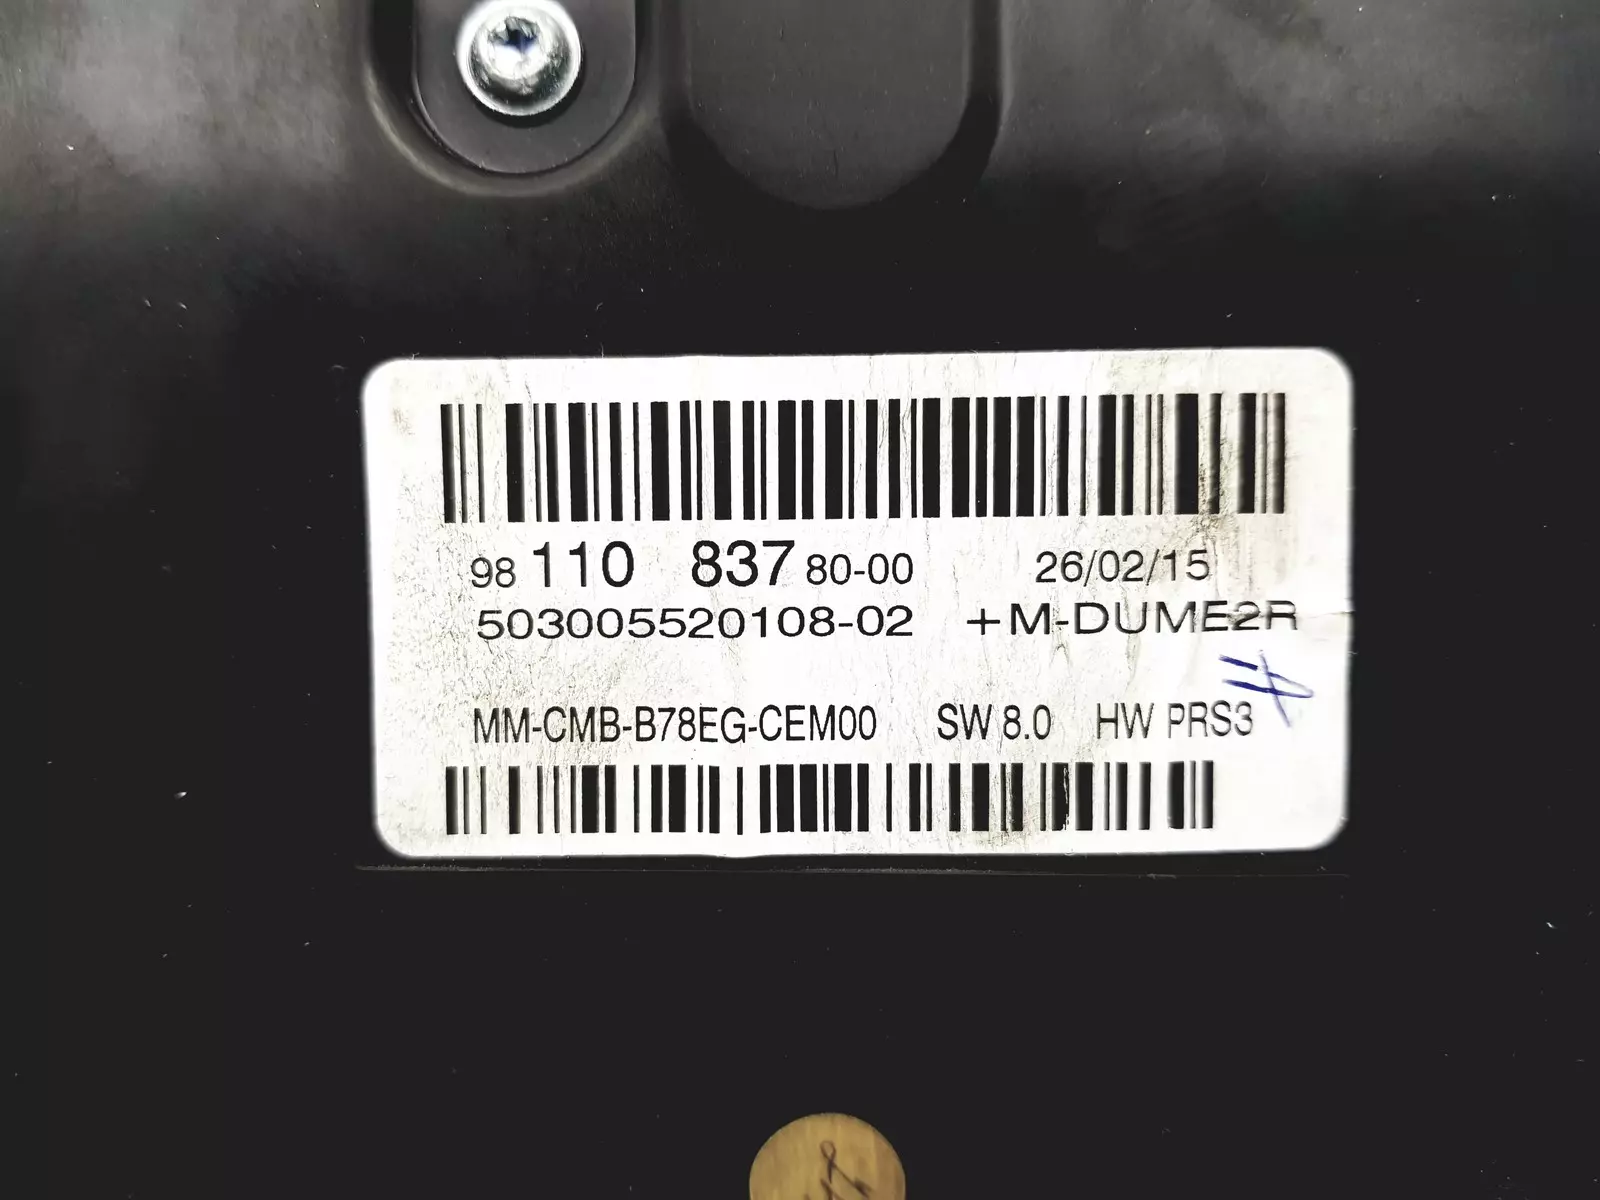 98 110 837 80-00 26/02/15
503005520108-02 +M-DUME2R
MM-CMB-B78EG-CEM00 SW 8.0 HW PRS3